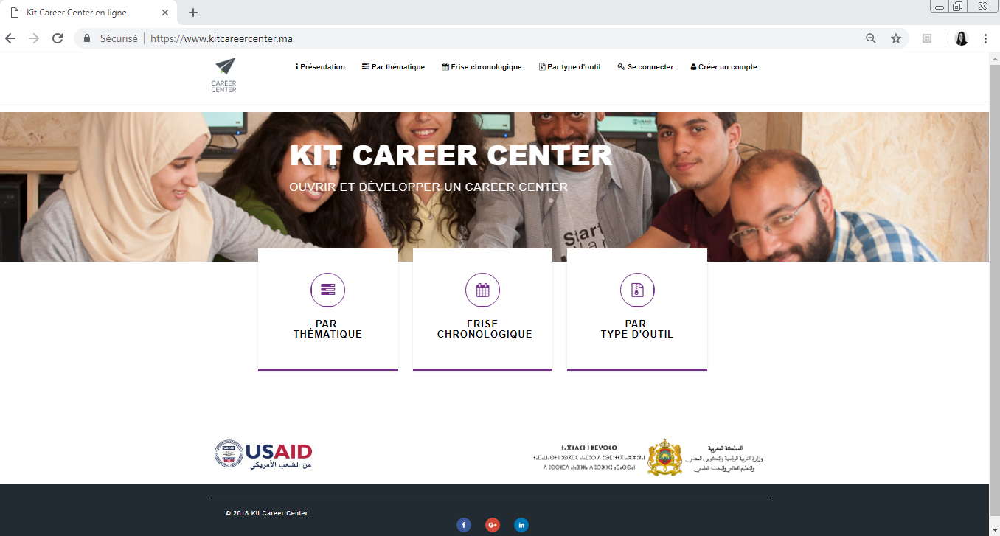 Kit Career Center en ligne
Sécurisé
https://www.kitcareercenter.ma
CAREER
CENTER
Présentation
Par thématique
Frise chronologique
Par type d'outil
Se connecter
Créer un compte
USAID
KIT CAREER CENTER
OUVRIR ET DÉVELOPPER UN CAREER CENTER
Start
PAR
THÉMATIQUE
FRISE
CHRONOLOGIQUE
PAR
TYPE D'OUTIL
USAID
من الشعب الأمريكي
المملكة المغربية
وزارة التربية الوطنية والتكوين المهني
والتعليم العالي والبحث العلمي
© 2018 Kit Career Center.